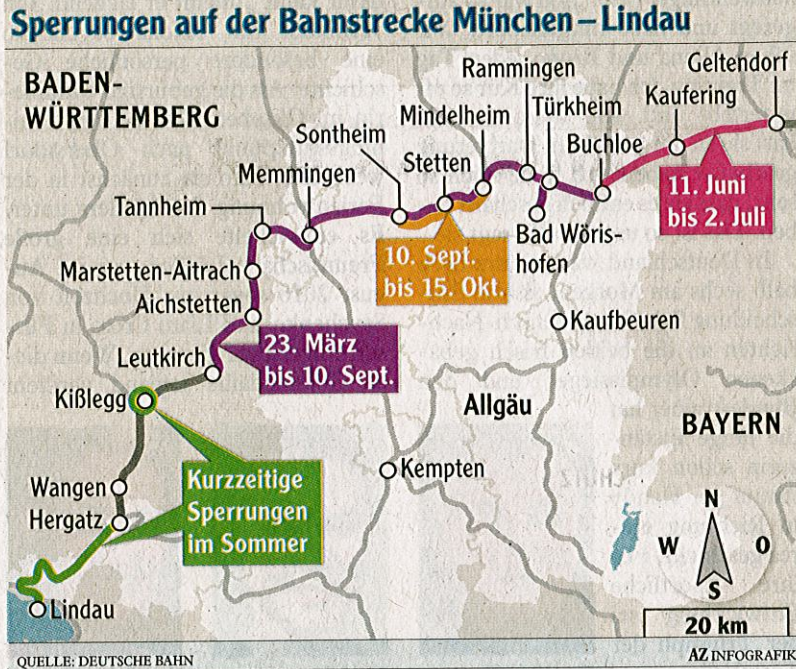 Sperrungen auf der Bahnstrecke München – Lindau
BADEN-
WÜRTTEMBERG
Rammingen
Geltendorf
Mindelheim
Türkheim
Kaufering
Sontheim
Stetten
Buchloe
Memmingen
Tannheim
11. Juni
bis 2. Juli
Bad Wöris-
hofen
10. Sept.
bis 15. Okt.
Marstetten-Aitrach
Aichstetten
Kaufbeuren
Leutkirch
23. März
bis 10. Sept.
Kißlegg
Allgäu
BAYERN
Kempten
Kurzzeitige
Sperrungen
im Sommer
Wangen
Hergatz
N
W
O
S
Lindau
20 km
QUELLE: DEUTSCHE BAHN
AZ INFOGRAFIK